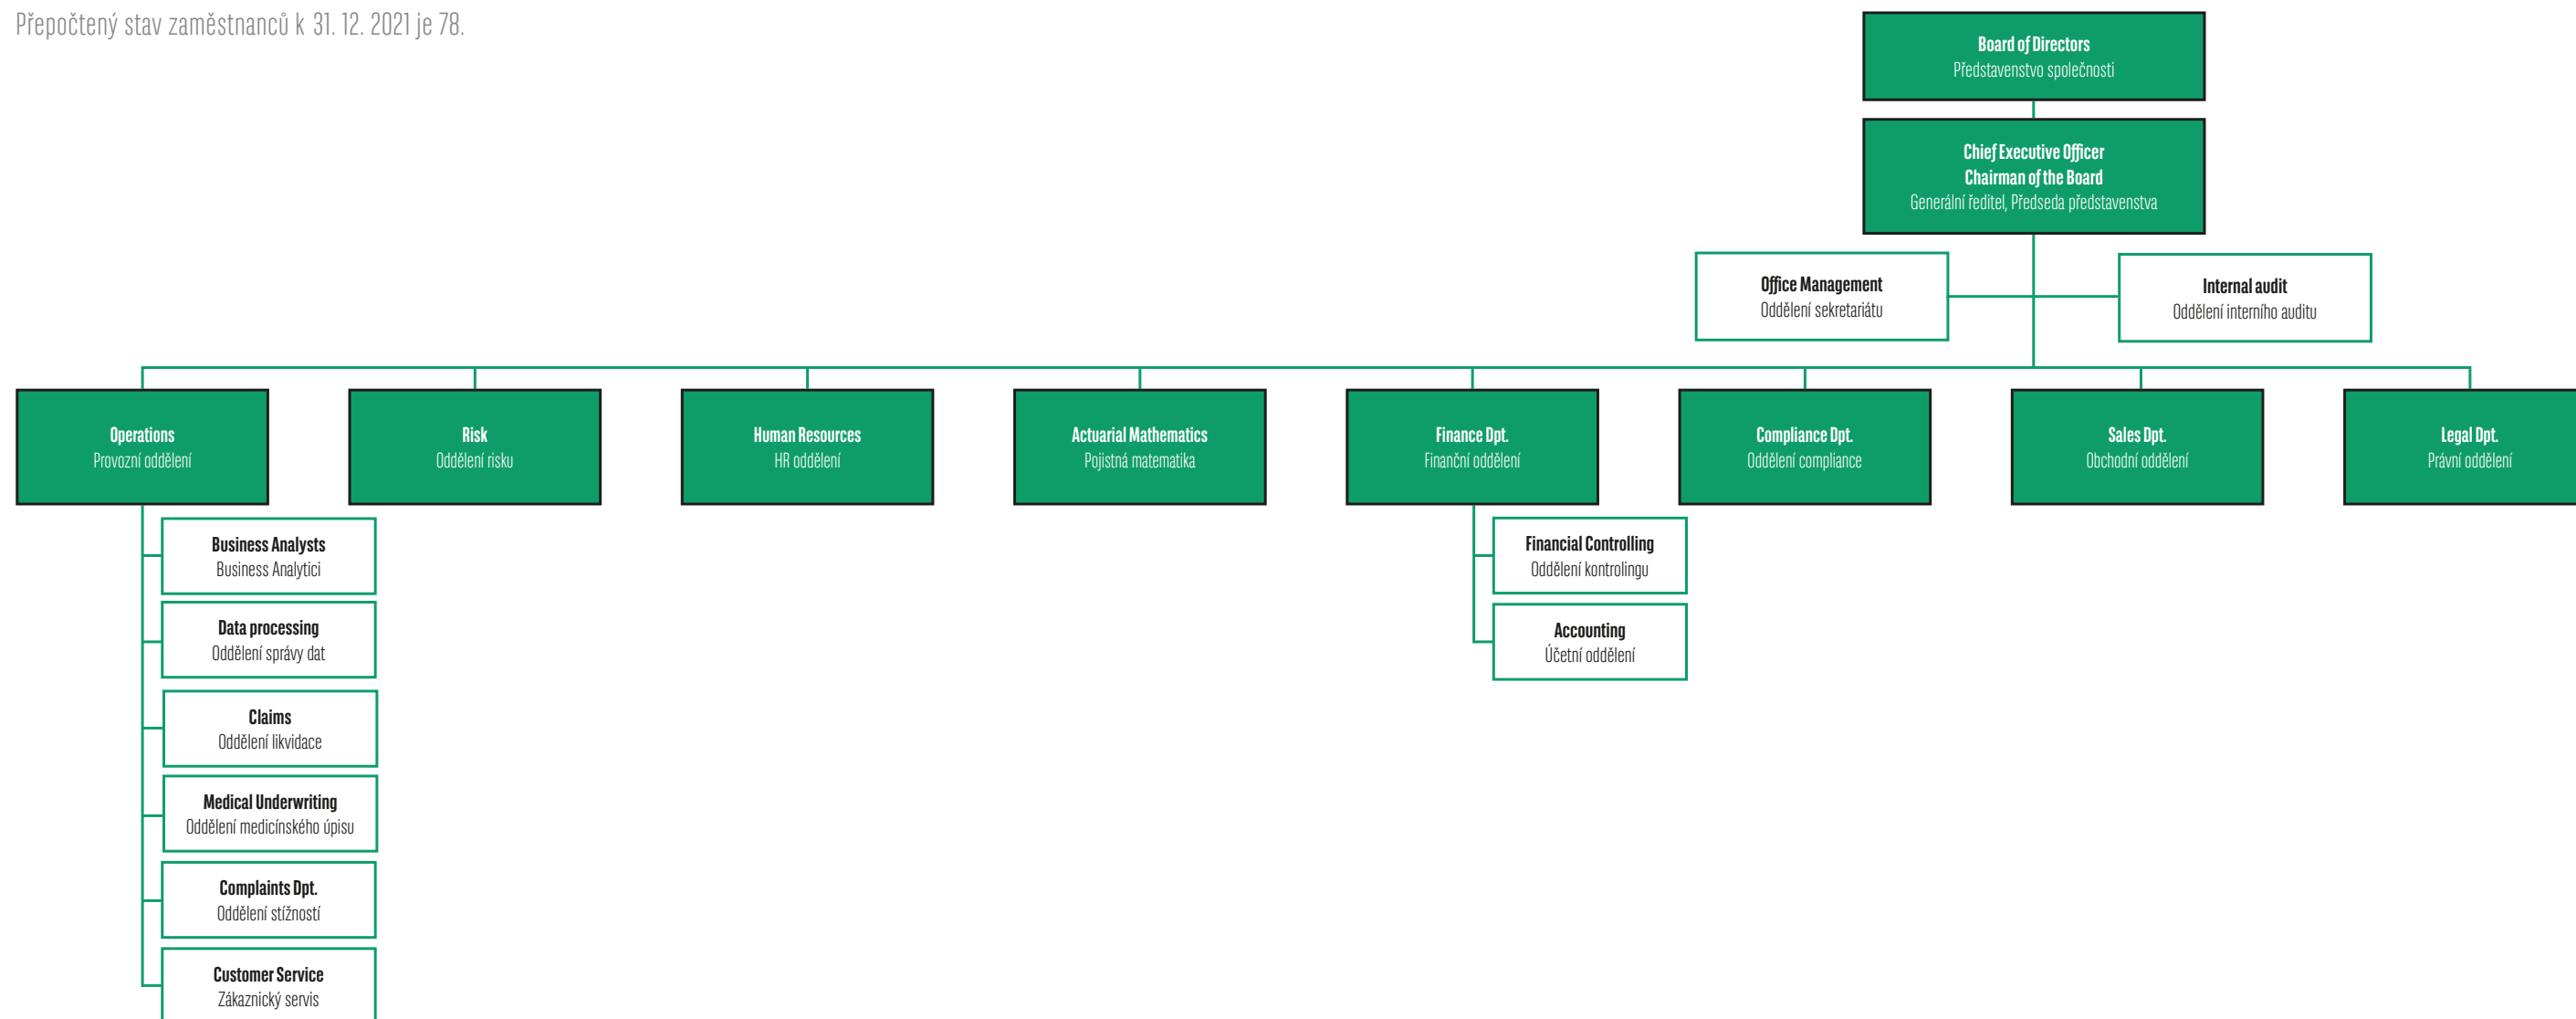 Přepočtený stav zaměstnanců k 31. 12. 2021 je 78.
Board of Directors
Představenstvo společnosti
Chief Executive Officer
Chairman of the Board
Generální ředitel, Předseda představenstva
Office Management
Oddělení sekretariátu
Internal audit
Oddělení interního auditu
Operations
Provozní oddělení
Risk
Oddělení risku
Human Resources
HR oddělení
Actuarial Mathematics
Pojistná matematika
Finance Dpt.
Finanční oddělení
Compliance Dpt.
Oddělení compliance
Sales Dpt.
Obchodní oddělení
Legal Dpt.
Právní oddělení
Business Analysts
Business Analytici
Data processing
Oddělení správy dat
Claims
Oddělení likvidace
Medical Underwriting
Oddělení medicínského úpisu
Complaints Dpt.
Oddělení stížností
Customer Service
Zákaznický servis
Financial Controlling
Oddělení kontrolingu
Accounting
Účetní oddělení